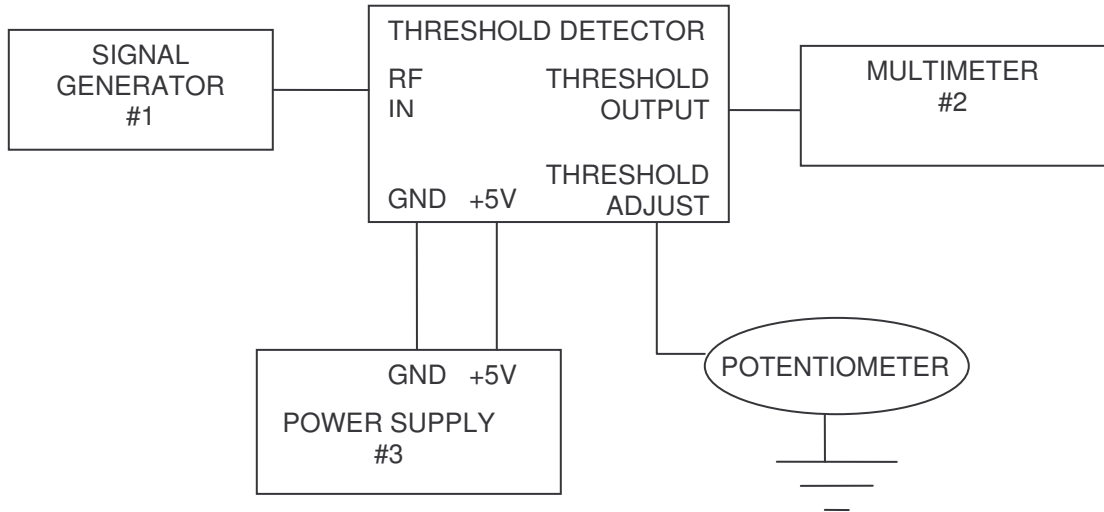 SIGNAL
GENERATOR
#1
THRESHOLD DETECTOR
RF
IN
THRESHOLD
OUTPUT
THRESHOLD
ADJUST
GND +5V
MULTIMETER
#2
GND +5V
POWER SUPPLY
#3
POTENTIOMETER